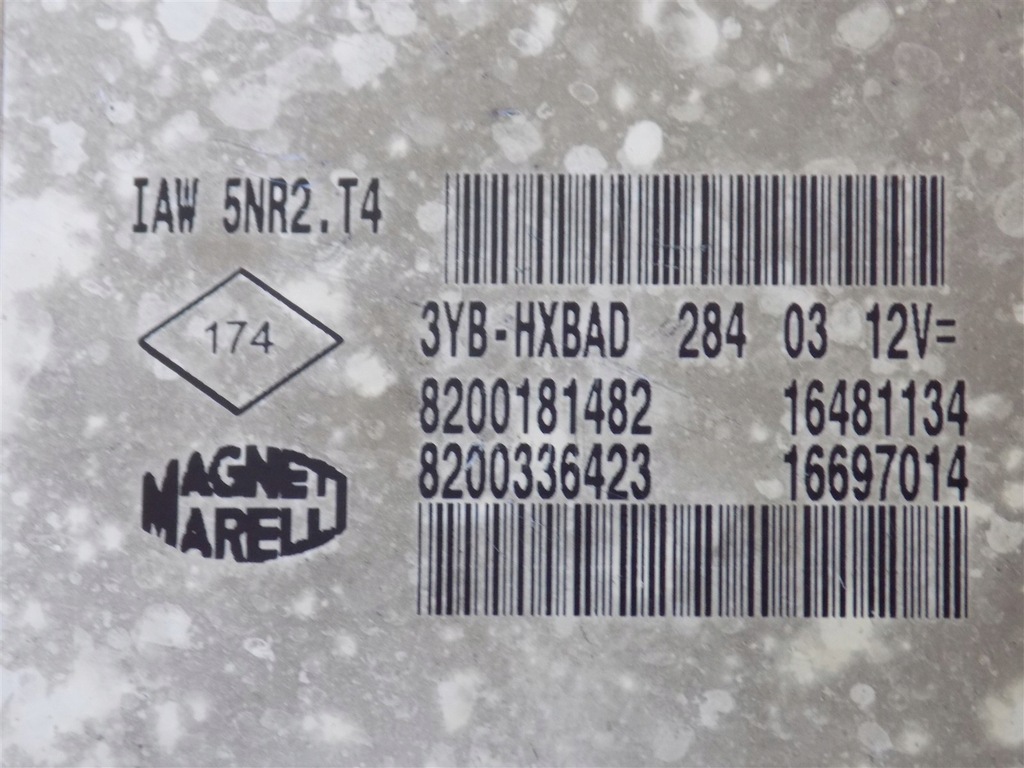 IAW 5NR2.T4
174
MAGNETI
MARELLI
3YB-HXBAD 284 03 12V=
8200181482 16481134
8200336423 16697014